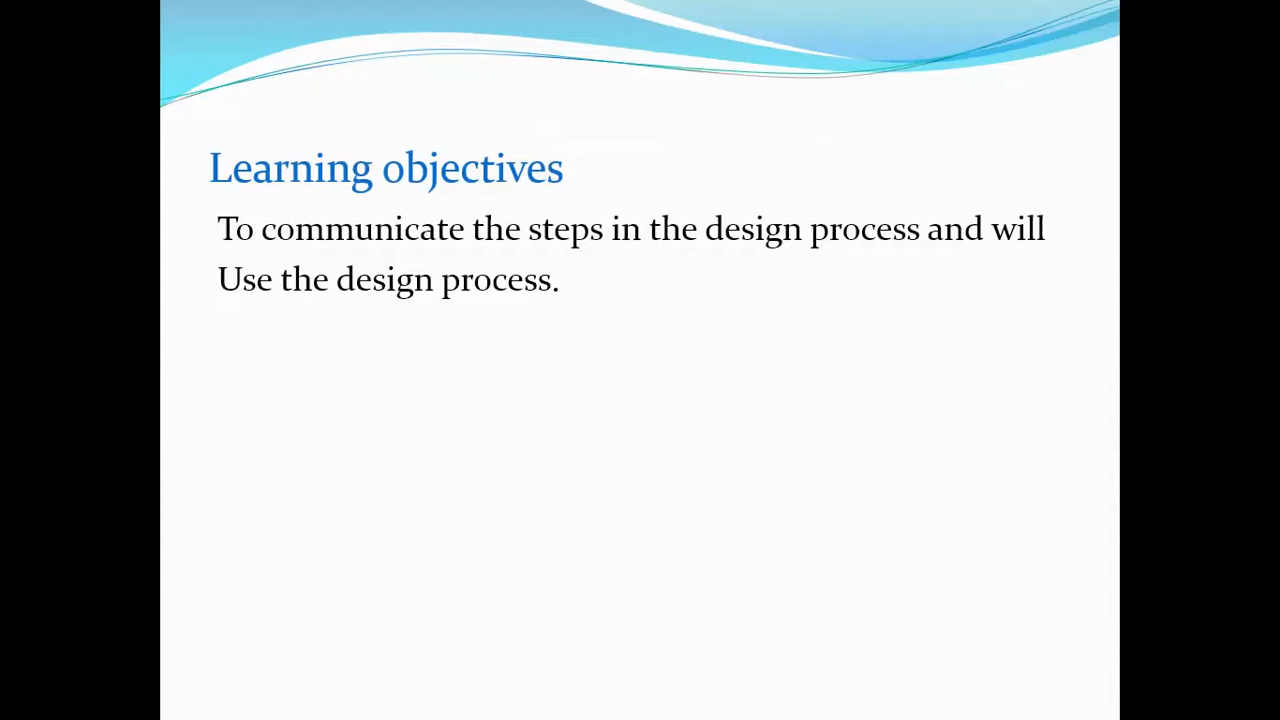 Learning objectives
To communicate the steps in the design process and will
Use the design process.